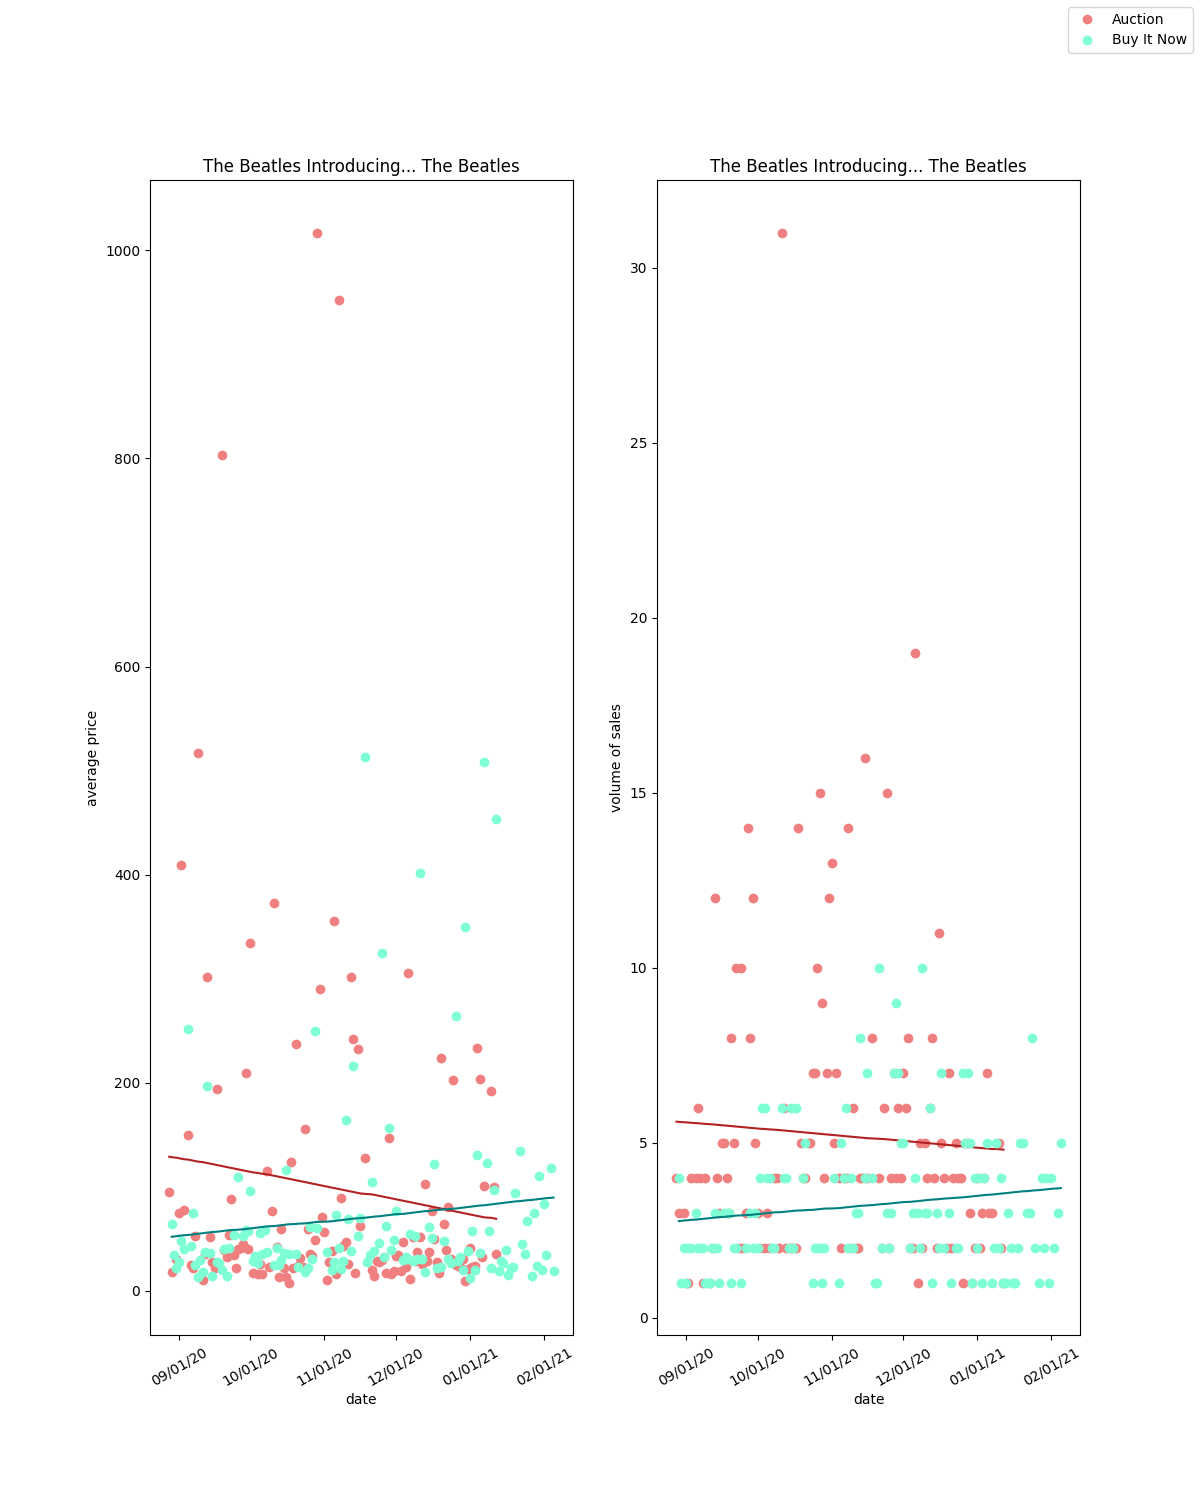 Auction
Buy It Now
The Beatles Introducing... The Beatles
average price
1000
800
600
400
200
0
09/01/20 10/01/20 11/01/20 12/01/20 01/01/21 02/01/21
date
The Beatles Introducing... The Beatles
volume of sales
30
25
20
15
10
5
0
09/01/20 10/01/20 11/01/20 12/01/20 01/01/21 02/01/21
date